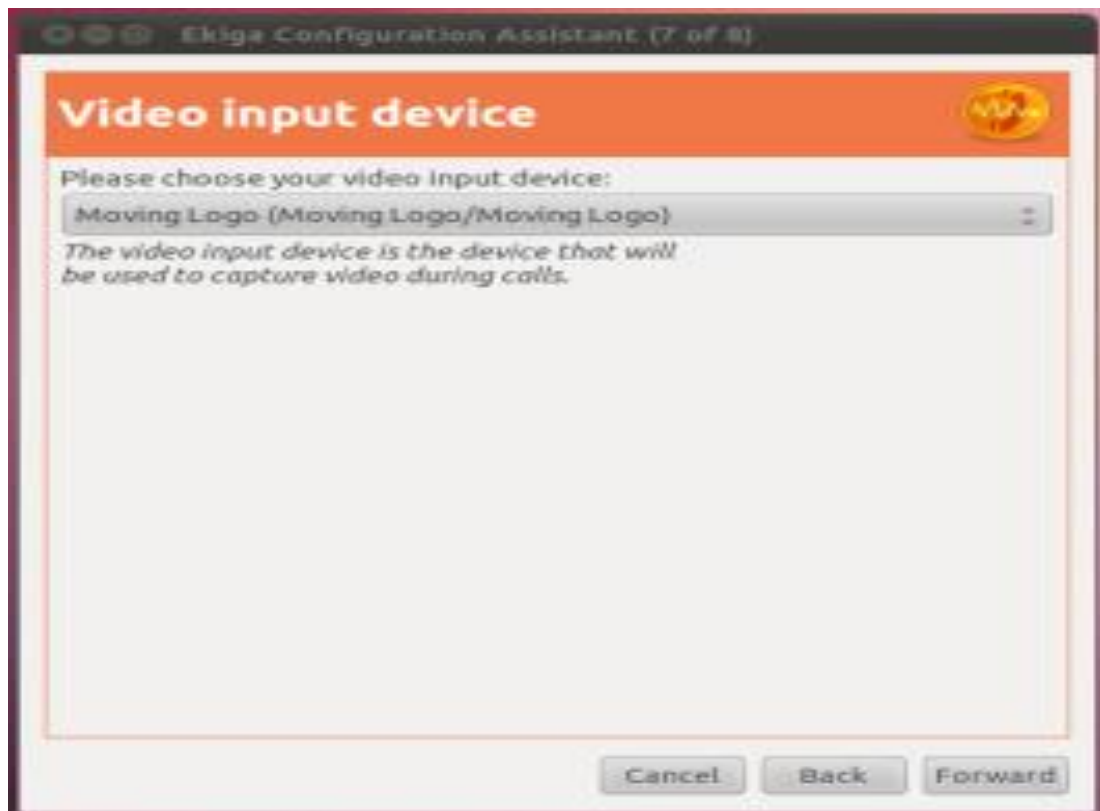 Ekiga Configuration Assistant (7 of 8)
Video input device
Please choose your video input device:
Moving Logo (Moving Logo/Moving Logo)
The video input device is the device that will
be used to capture video during calls.
Cancel Back Forward